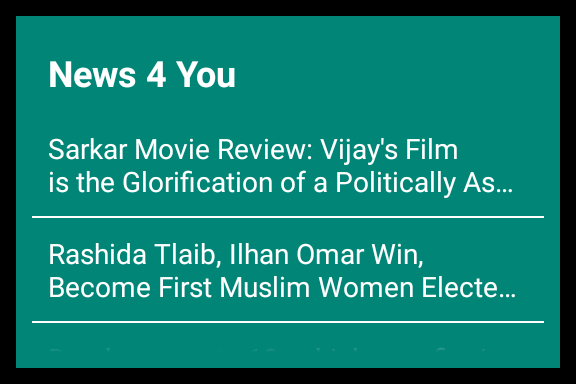 News 4 You
Sarkar Movie Review: Vijay's Film
is the Glorification of a Politically As...
Rashida Tlaib, Ilhan Omar Win,
Become First Muslim Women Electe...